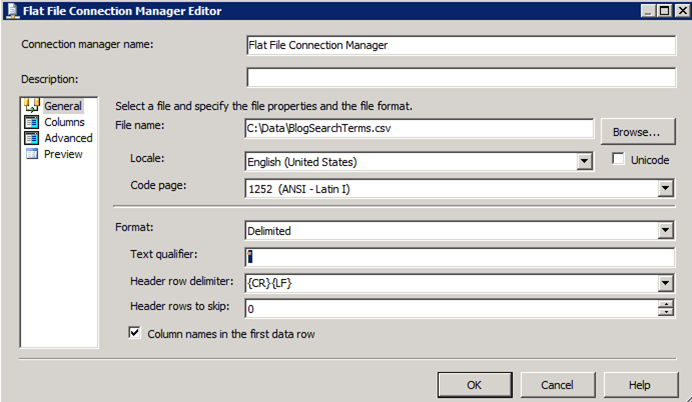 Flat File Connection Manager Editor
Connection manager name:
Flat File Connection Manager
Description:
General
Columns
Advanced
Preview
Select a file and specify the file properties and the file format.
File name:
C:\Data\BlogSearchTerms.csv
Browse...
Locale:
English (United States)
Unicode
Code page:
1252 (ANSI - Latin I)
Format:
Delimited
Text qualifier:
"
Header row delimiter:
{CR}{LF}
Header rows to skip:
0
Column names in the first data row
OK
Cancel
Help